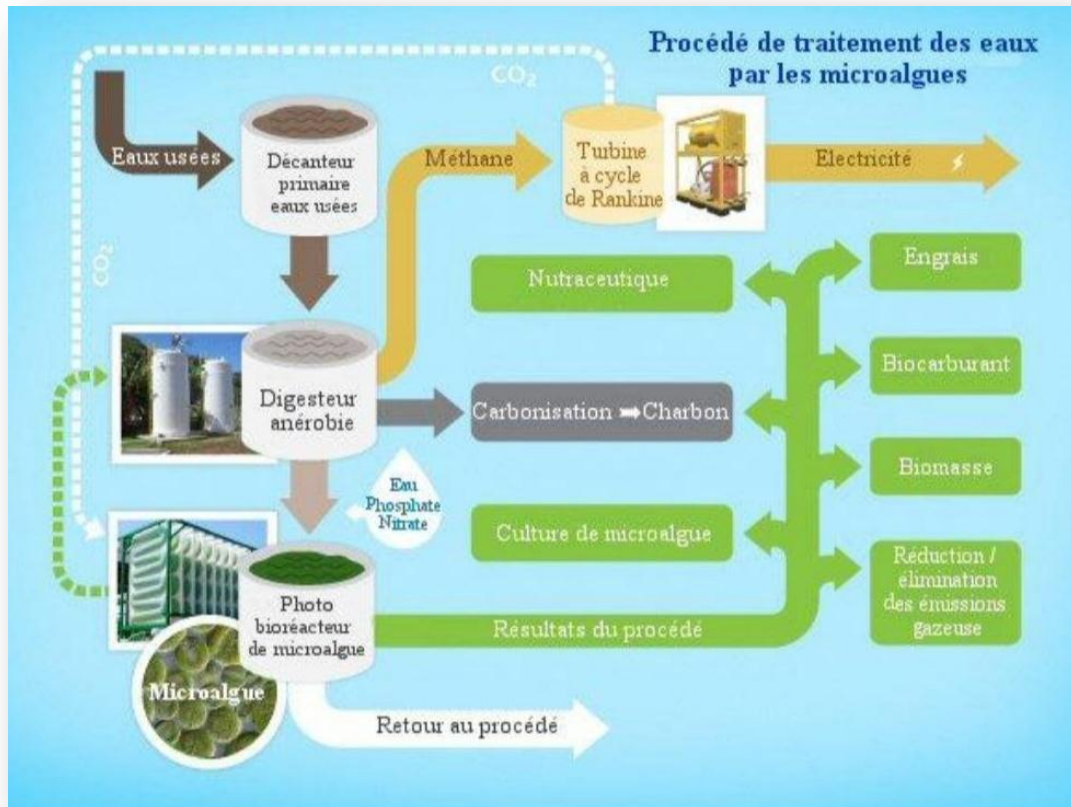 Procédé de traitement des eaux
par les microalgues
CO2
Eaux usées
Décanteur
primaire
eaux usées
Méthane
Turbine
à cycle
de Rankine
Electricité
CO2
Nutraceutique
Engrais
Digesteur
anérobie
Carbonisation ➡Charbon
Biocarburant
Eau
Phosphate
Nitrate
Biomasse
Culture de microalgue
Photo
bioréacteur
de microalgue
Résultats du procédé
Réduction /
élimination
des émissions
gazeuse
Microalgue
Retour au procédé